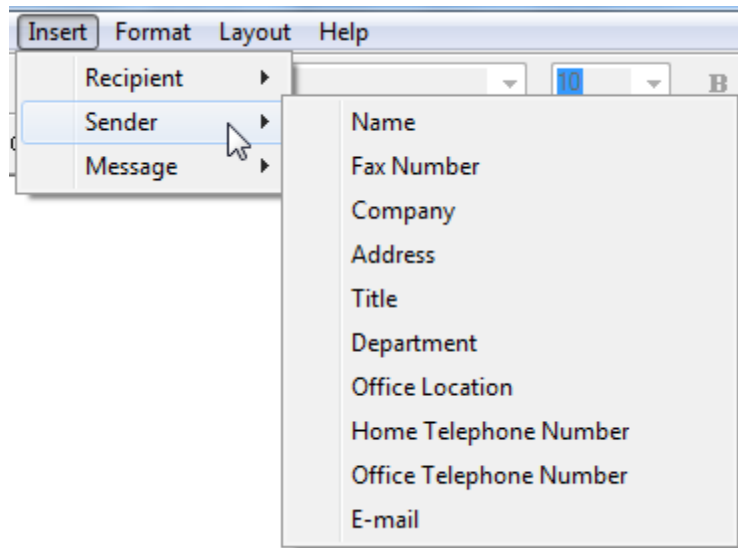 Insert Format Layout Help
Recipient
10 B
Sender
Message
Name
Fax Number
Company
Address
Title
Department
Office Location
Home Telephone Number
Office Telephone Number
E-mail